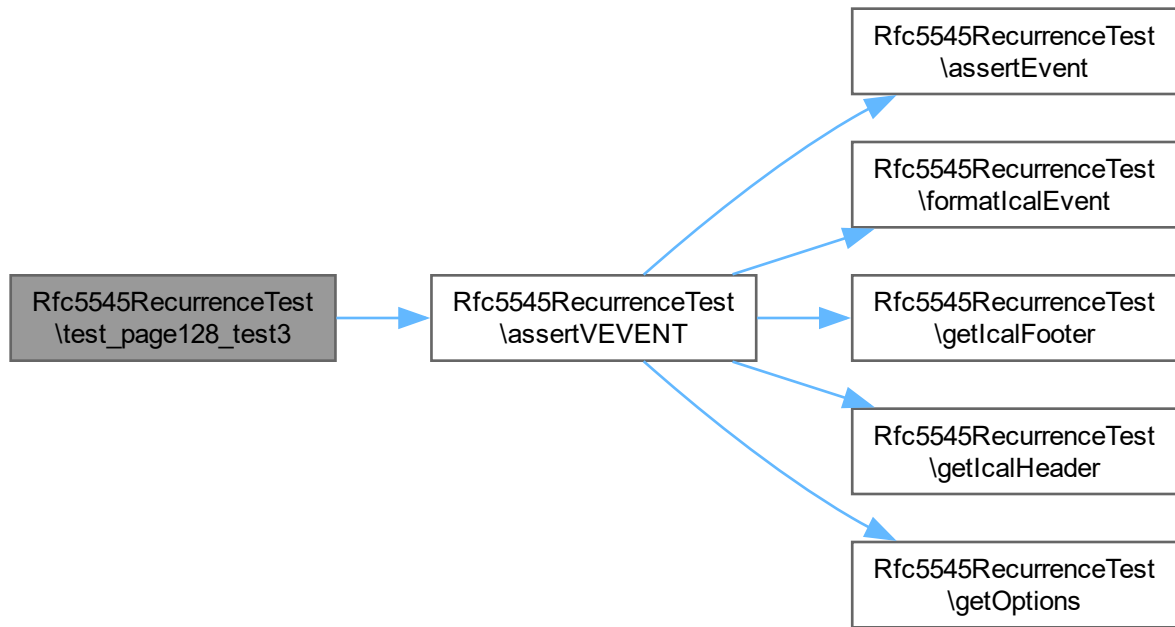 Rfc5545RecurrenceTest
\test_page128_test3
Rfc5545RecurrenceTest
\assertVEVENT
Rfc5545RecurrenceTest
\assertEvent
Rfc5545RecurrenceTest
\formatIcalEvent
Rfc5545RecurrenceTest
\getIcalFooter
Rfc5545RecurrenceTest
\getIcalHeader
Rfc5545RecurrenceTest
\getOptions